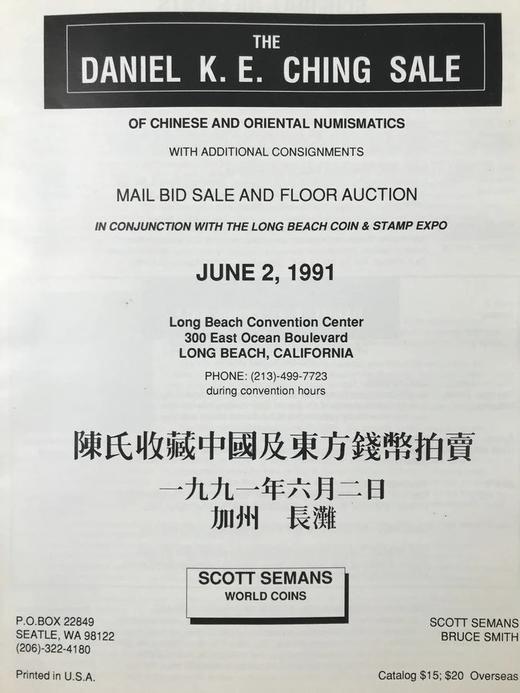 THE
DANIEL K. E. CHING SALE
OF CHINESE AND ORIENTAL NUMISMATICS
WITH ADDITIONAL CONSIGNMENTS
MAIL BID SALE AND FLOOR AUCTION
IN CONJUNCTION WITH THE LONG BEACH COIN & STAMP EXPO
JUNE 2, 1991
Long Beach Convention Center
300 East Ocean Boulevard
LONG BEACH, CALIFORNIA
PHONE: (213)-499-7723
during convention hours
陳氏收藏中國及東方錢幣拍賣
一九九一年六月二日
加州 長灘
SCOTT SEMANS
WORLD COINS
P.O.BOX 22849
SEATLE, WA 98122
(206)-322-4180
SCOTT SEMANS
BRUCE SMITH
Printed in U.S.A.
Catalog $15; $20 Overseas